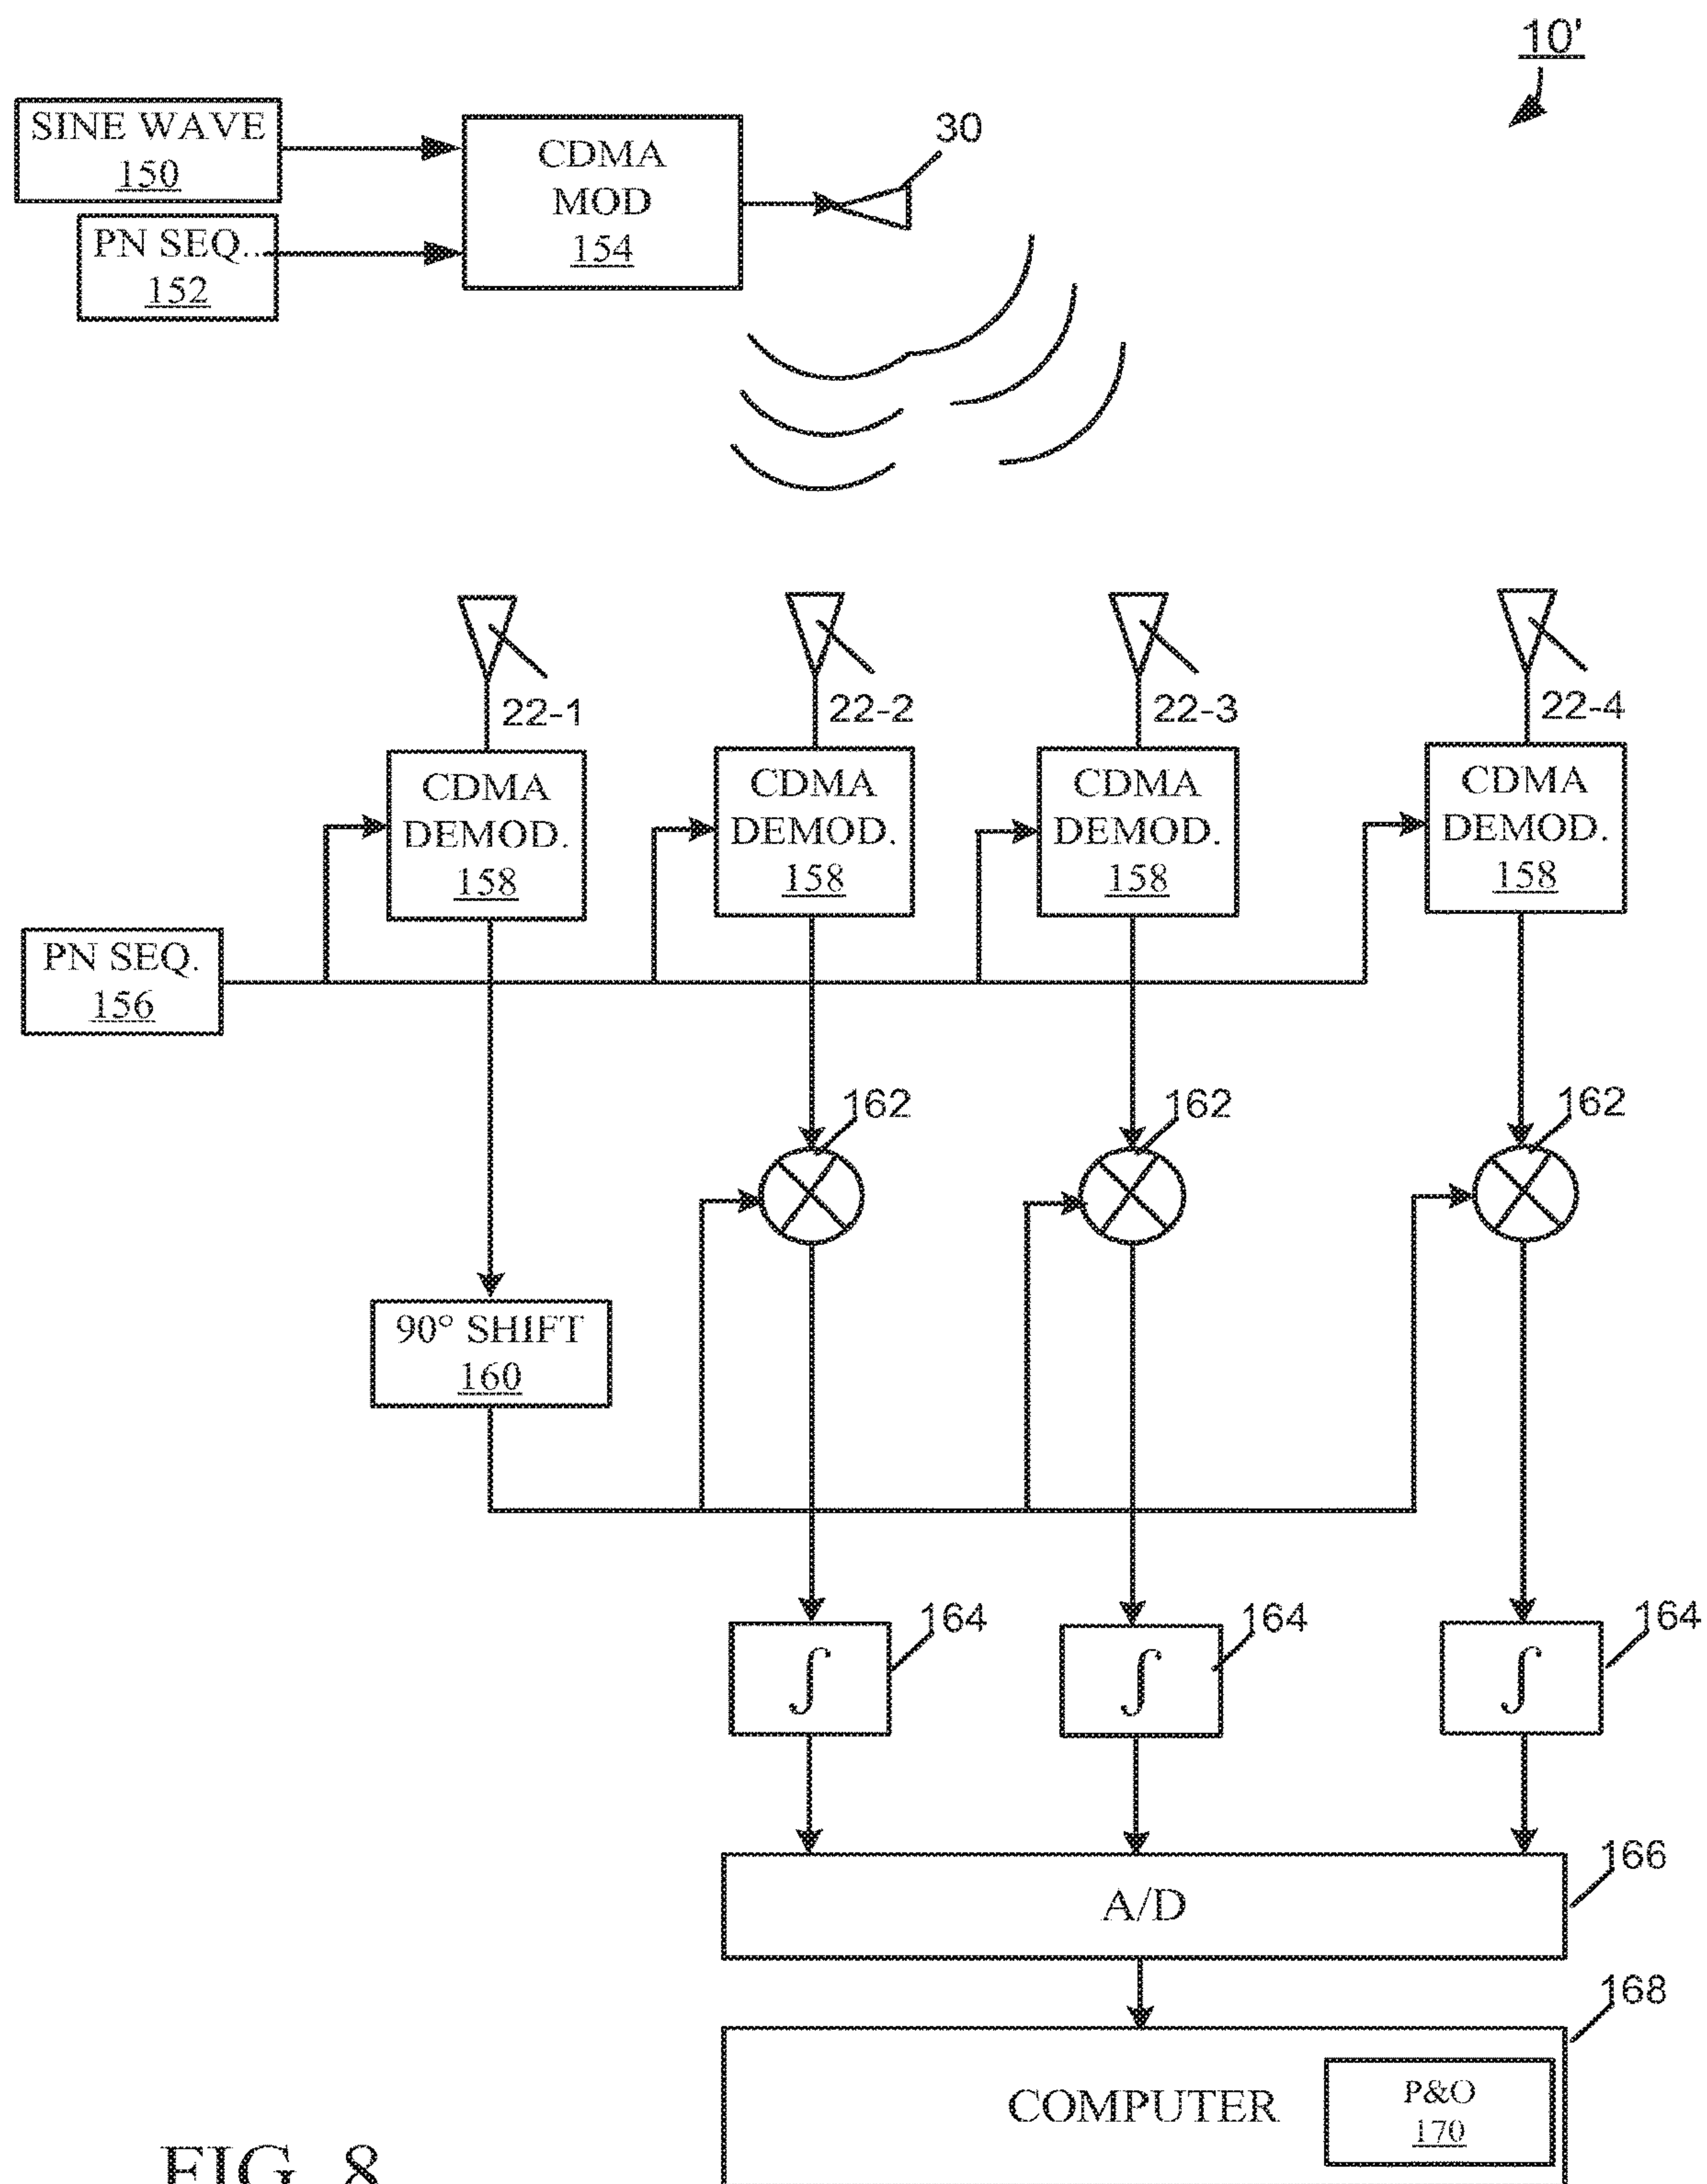 10'
SINE WAVE
150
PN SEQ..
152
CDMA
MOD
154
30
22-1
22-2
22-3
22-4
CDMA
DEMOD.
158
CDMA
DEMOD.
158
CDMA
DEMOD.
158
CDMA
DEMOD.
158
PN SEQ.
156
162
162
162
90° SHIFT
160
164
164
164
∫
∫
∫
166
A/D
168
COMPUTER
P&O
170
FIG. 8